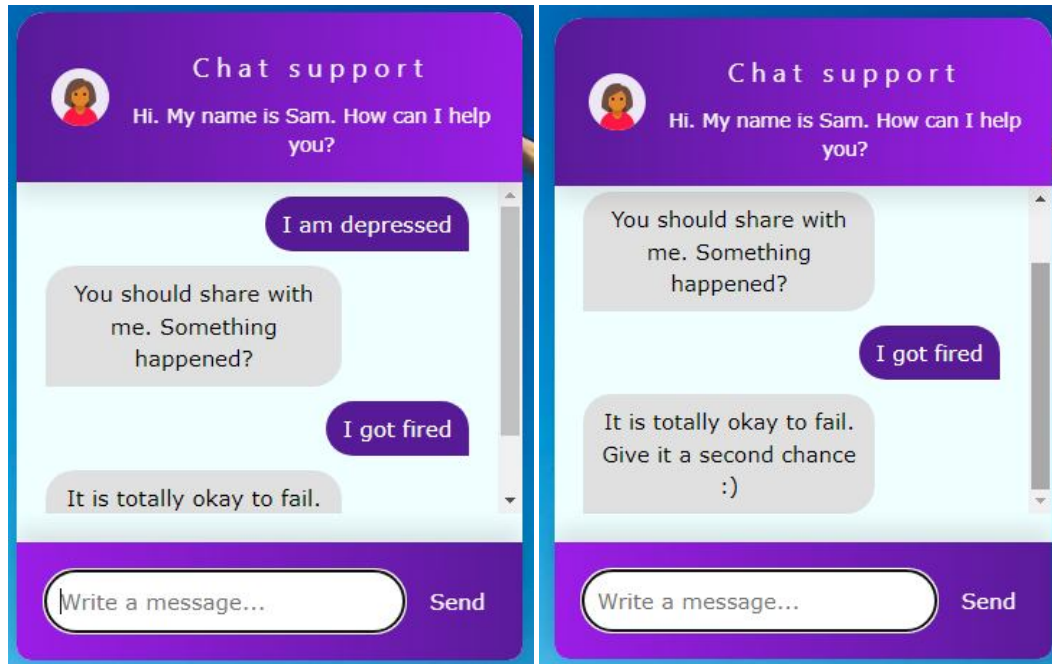 Chat support
Hi. My name is Sam. How can I help
you?
I am depressed
You should share with
me. Something
happened?
I got fired
It is totally okay to fail.
Write a message...
Send
Chat support
Hi. My name is Sam. How can I help
you?
You should share with
me. Something
happened?
I got fired
It is totally okay to fail.
Give it a second chance
:)
Write a message...
Send